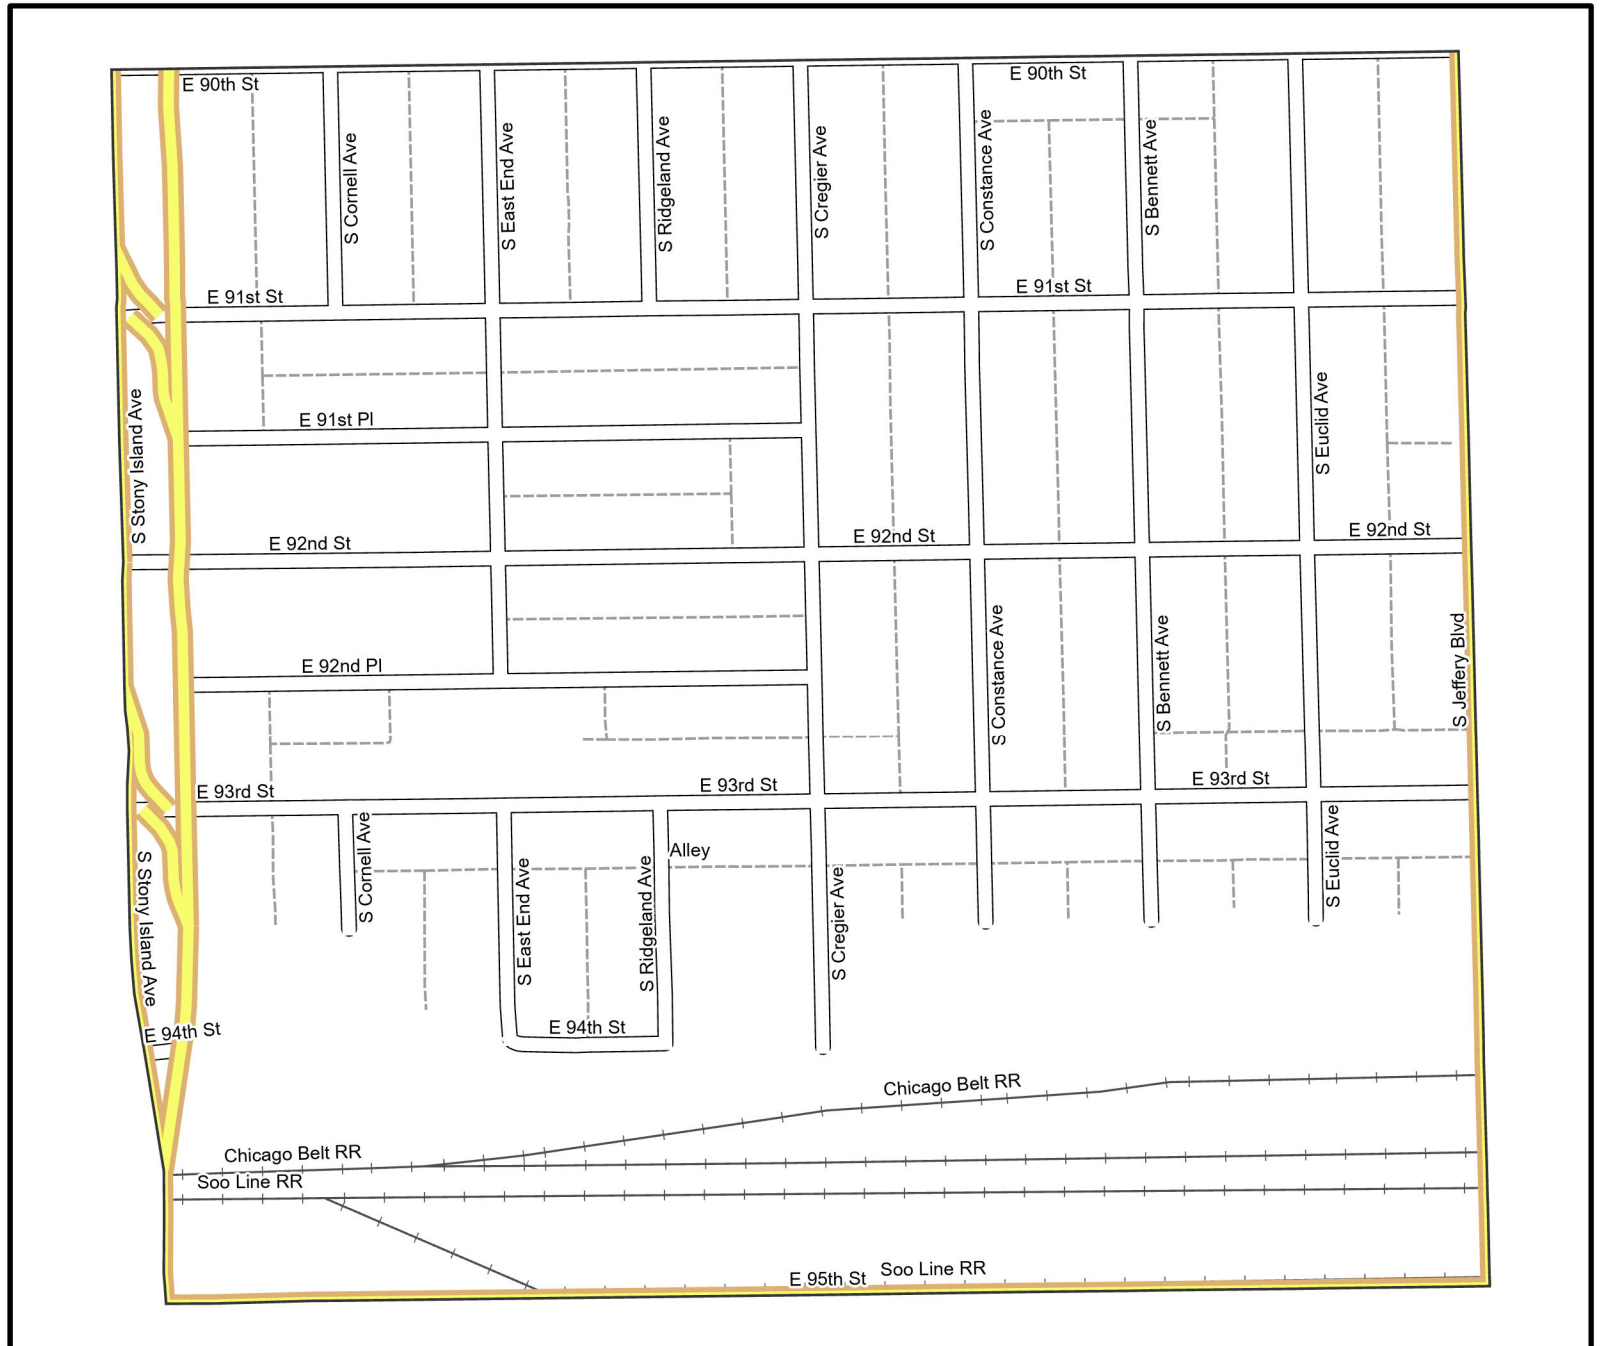 E 90th St
E 90th St
S Cornell Ave
S East End Ave
S Ridgeland Ave
S Cregier Ave
S Constance Ave
S Bennett Ave
E 91st St
E 91st St
S Stony Island Ave
E 91st Pl
S Euclid Ave
E 92nd St
E 92nd St
E 92nd St
E 92nd Pl
S Constance Ave
S Bennett Ave
S Jeffery Blvd
E 93rd St
E 93rd St
E 93rd St
S Stony Island Ave
S Cornell Ave
S East End Ave
S Ridgeland Ave
Alley
S Cregier Ave
S Euclid Ave
E 94th St
E 94th St
Chicago Belt RR
Chicago Belt RR
Soo Line RR
E 95th St
Soo Line RR